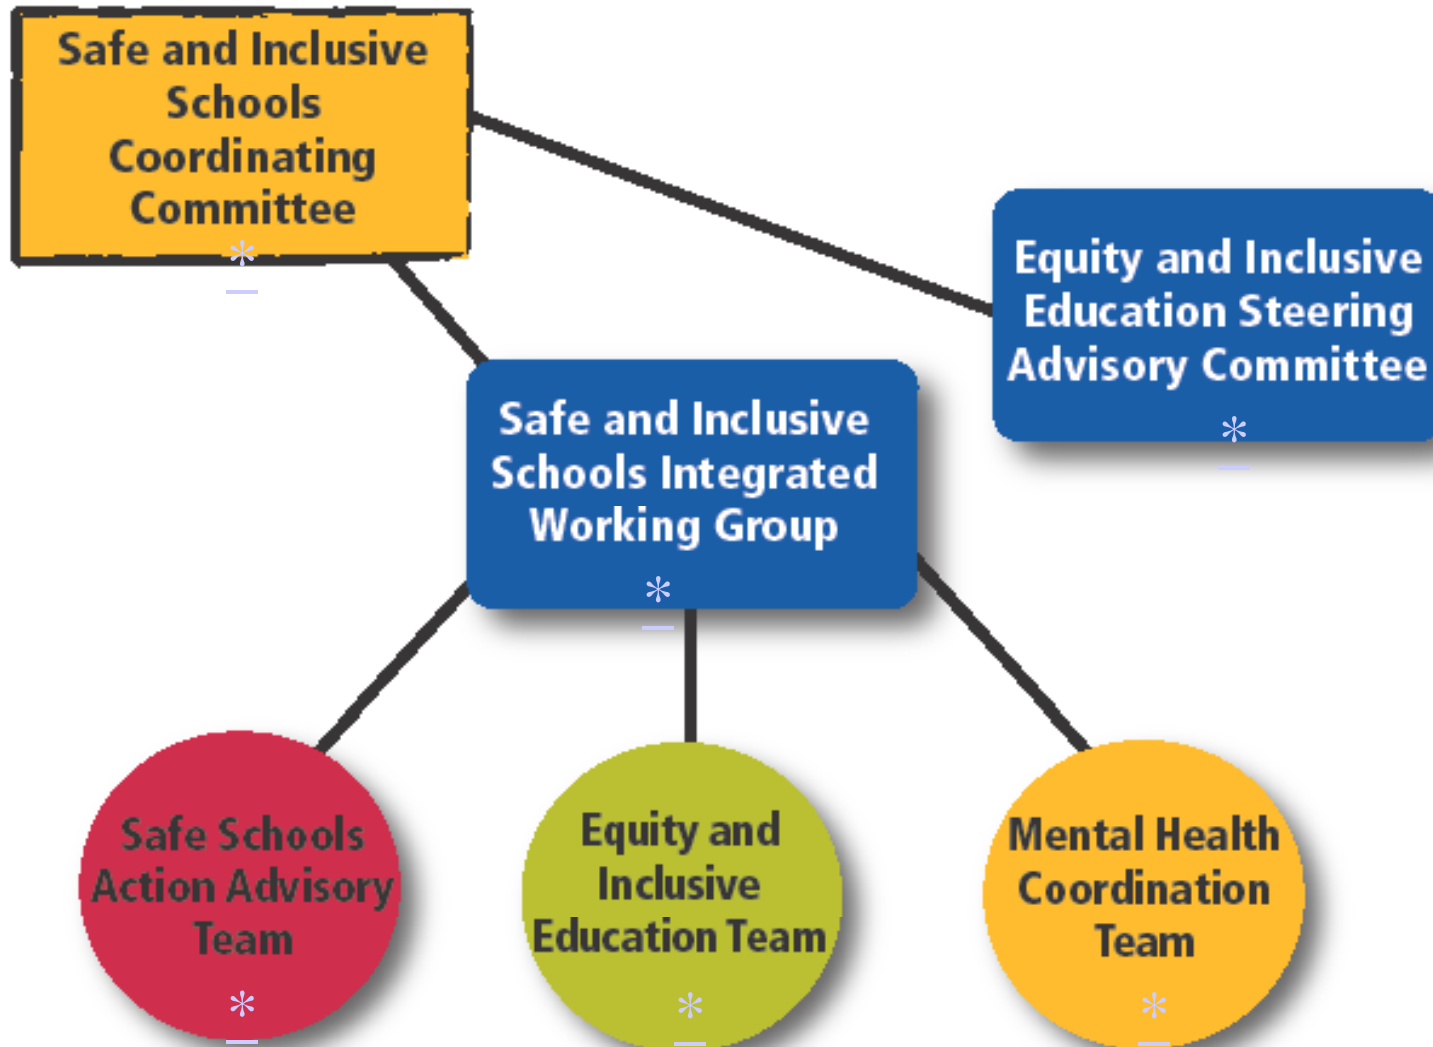 Safe and Inclusive
Schools
Coordinating
Committee
*
Equity and Inclusive
Education Steering
Advisory Committee
*
Safe and Inclusive
Schools Integrated
Working Group
*
Safe Schools
Action Advisory
Team
*
Equity and
Inclusive
Education Team
*
Mental Health
Coordination
Team
*